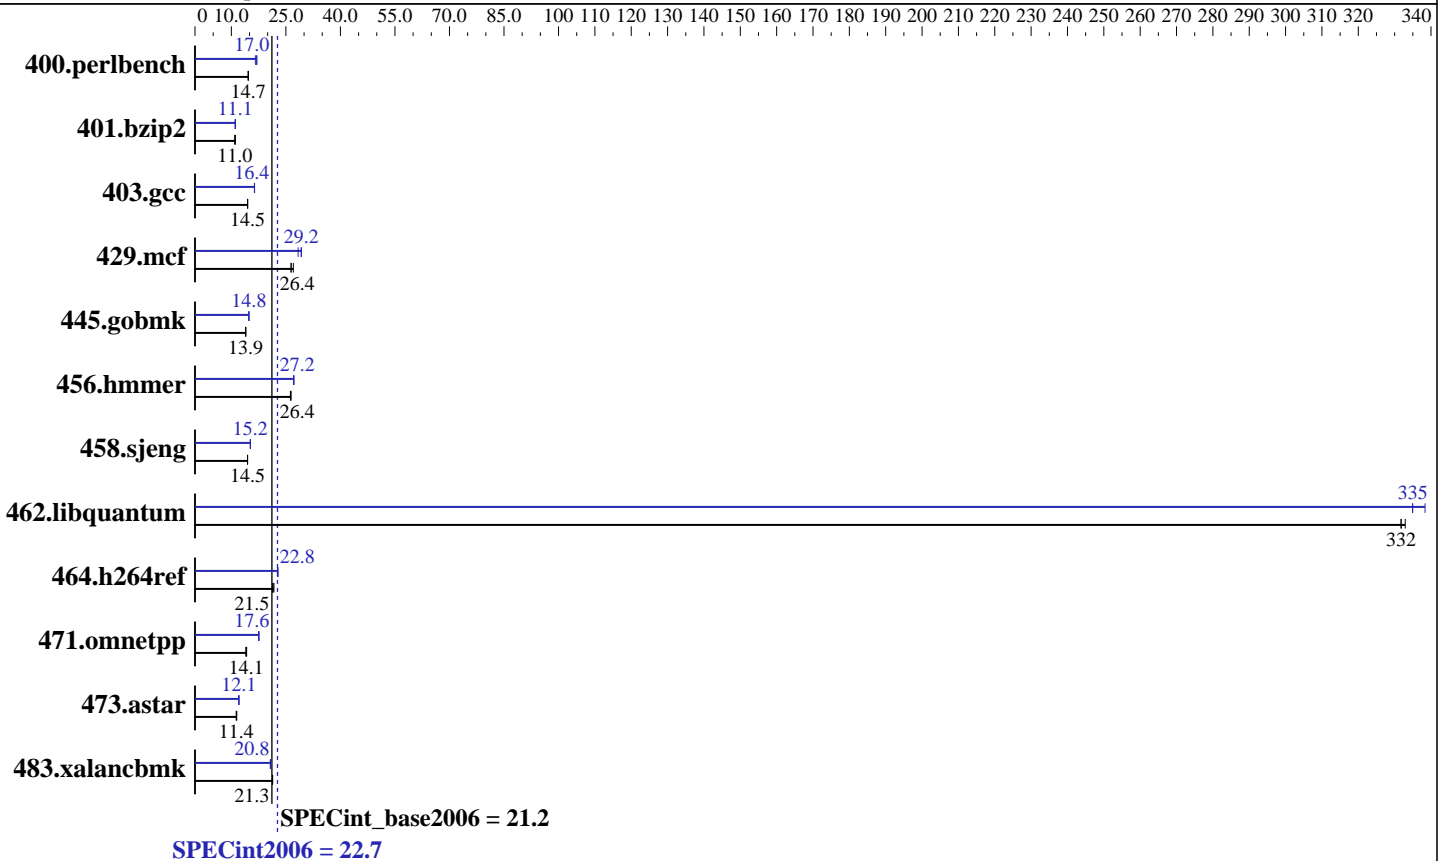 0 10.0 25.0 40.0 55.0 70.0 85.0 100 110 120 130 140 150 160 170 180 190 200 210 220 230 240 250 260 270 280 290 300 310 320 340
17.0
400.perlbench
14.7
11.1
401.bzip2
11.0
16.4
403.gcc
14.5
29.2
429.mcf
26.4
14.8
445.gobmk
13.9
27.2
456.hmmer
26.4
15.2
458.sjeng
14.5
335
462.libquantum
332
22.8
464.h264ref
21.5
17.6
471.omnetpp
14.1
12.1
473.astar
11.4
20.8
483.xalancbmk
21.3
SPECint_base2006 = 21.2
SPECint2006 = 22.7